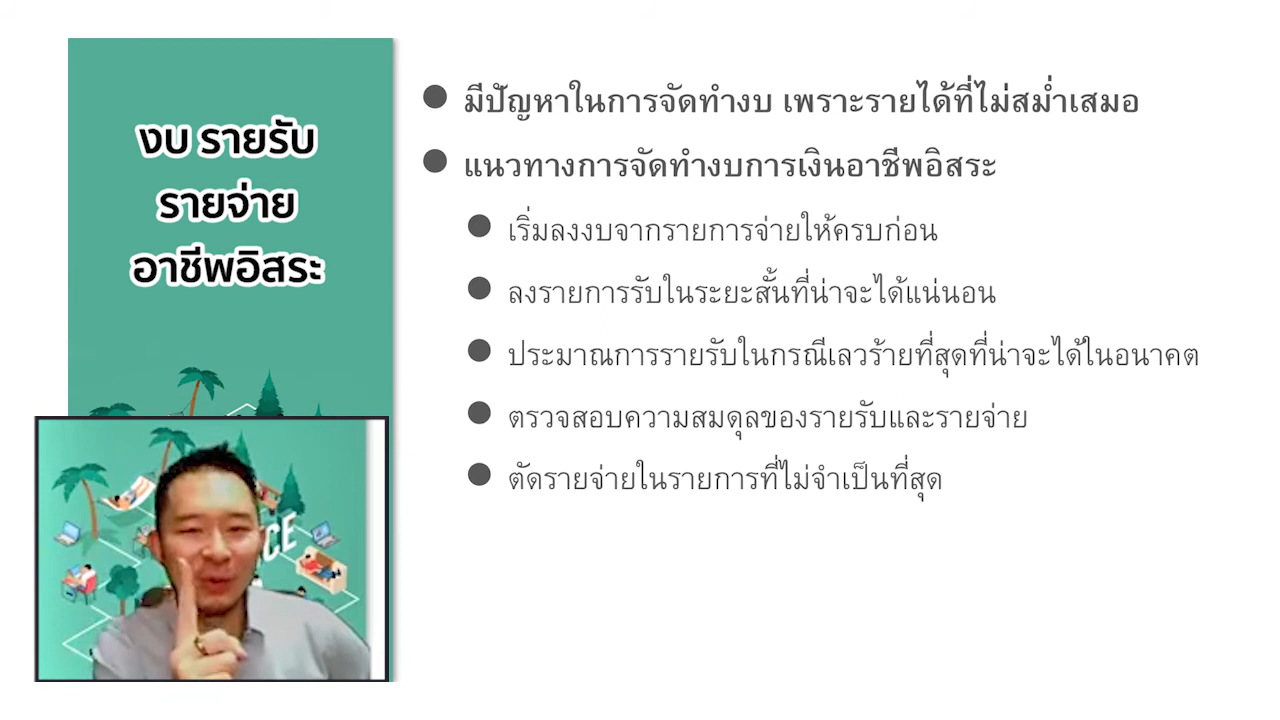 งบ รายรับ
รายจ่าย
อาชีพอิสระ
มีปัญหาในการจัดทำงบ เพราะรายได้ที่ไม่สม่ำเสมอ
แนวทางการจัดทำงบการเงินอาชีพอิสระ
เริ่มลงงบจากรายการจ่ายให้ครบก่อน
ลงรายการรับในระยะสั้นที่น่าจะได้แน่นอน
ประมาณการรายรับในกรณีเลวร้ายที่สุดที่น่าจะได้ในอนาคต
ตรวจสอบความสมดุลของรายรับและรายจ่าย
ตัดรายจ่ายในรายการที่ไม่จำเป็นที่สุด
CE